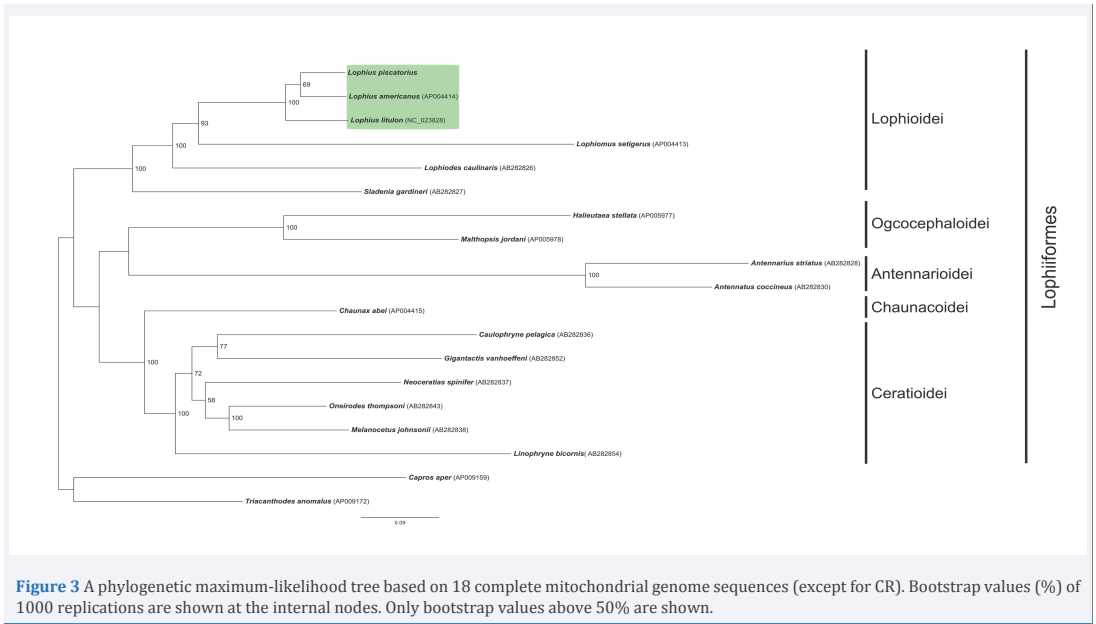 Lophius piscatorius
69
Lophius americanus (AP004414)
100
Lophius litulon (NC_023828)
93
Lophiomus setigerus (AP004413)
100
Lophiodes caulinaris (AB282826)
100
Sladenia gardineri (AB282827)
Lophioidei
Halieutaea stellata (AP005977)
100
Malthopsis jordani (AP005978)
Ogcocephaloidei
Antennarius striatus (AB282828)
100
Antennatus coccineus (AB282830)
Antennarioidei
Chaunax abei (AP004415)
Chaunacoidei
100
Caulophryne pelagica (AB282836)
77
Gigantactis vanhoeffeni (AB282852)
72
Neoceratias spinifer (AB282837)
58
Oneirodes thompsoni (AB282843)
100
100
Melanocetus johnsonii (AB282838)
Linophryne bicornis( AB282854)
Ceratioidei
Lophiiformes
Capros aper (AP009159)
Triacanthodes anomalus (AP009172)
0.09
Figure 3 A phylogenetic maximum-likelihood tree based on 18 complete mitochondrial genome sequences (except for CR). Bootstrap values (%) of
1000 replications are shown at the internal nodes. Only bootstrap values above 50% are shown.